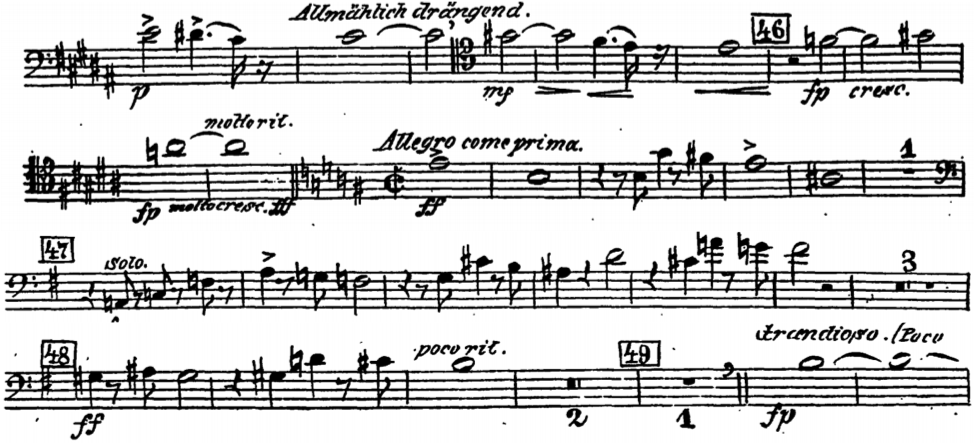 Allmählich drängend.
46
p mf fp cresc.
molto rit. Allegro come prima.
1
fp molto cresc. fff ff
47 solo. 3
48 poco rit. 49 (Poco
ff 2 1 fp